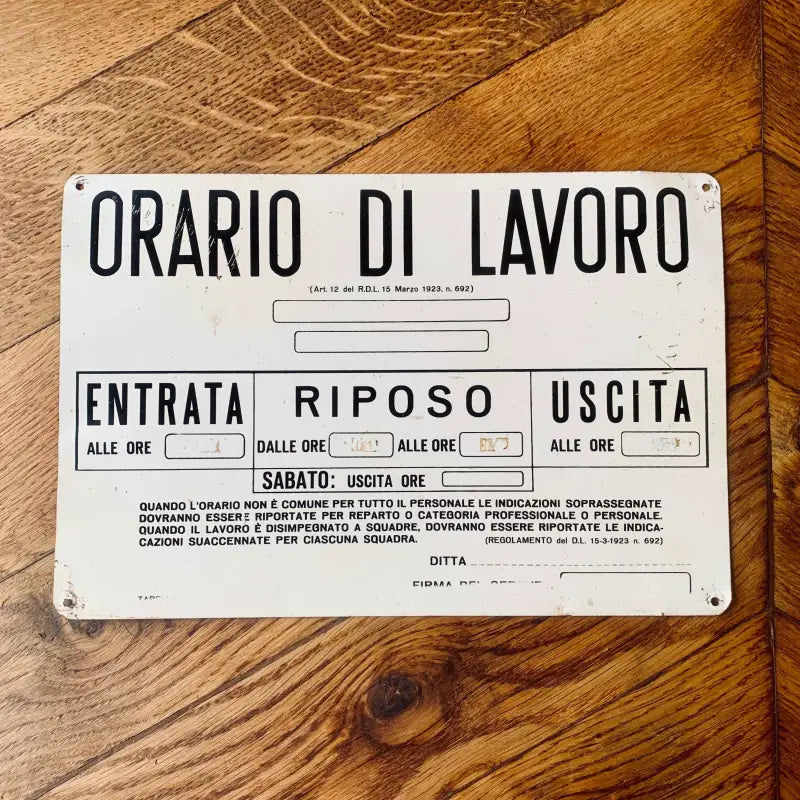 ORARIO DI LAVORO
(Art. 12 del R.D.L. 15 Marzo 1923, n. 692)
ENTRATA
ALLE ORE
RIPOSO
DALLE ORE ALLE ORE
USCITA
ALLE ORE
SABATO: USCITA ORE
QUANDO L'ORARIO NON È COMUNE PER TUTTO IL PERSONALE LE INDICAZIONI SOPRASSEGNATE
DOVRANNO ESSERE RIPORTATE PER REPARTO O CATEGORIA PROFESSIONALE O PERSONALE.
QUANDO IL LAVORO È DISIMPEGNATO A SQUADRE, DOVRANNO ESSERE RIPORTATE LE INDICA-
CAZIONI SUACCENNATE PER CIASCUNA SQUADRA. (REGOLAMENTO del D.L. 15-3-1923 n. 692)
DITTA
FIRMA DEL